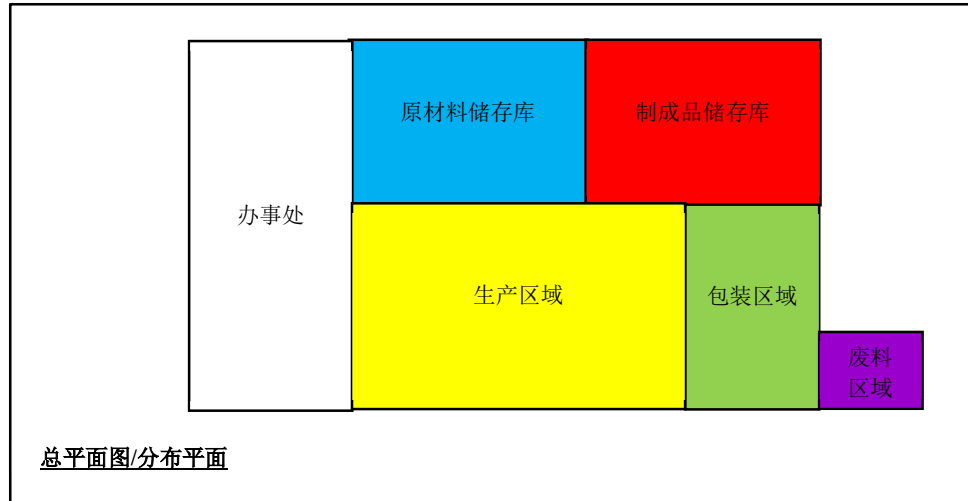 原材料储存库
制成品储存库
办事处
生产区域
包装区域
废料
区域
总平面图/分布平面